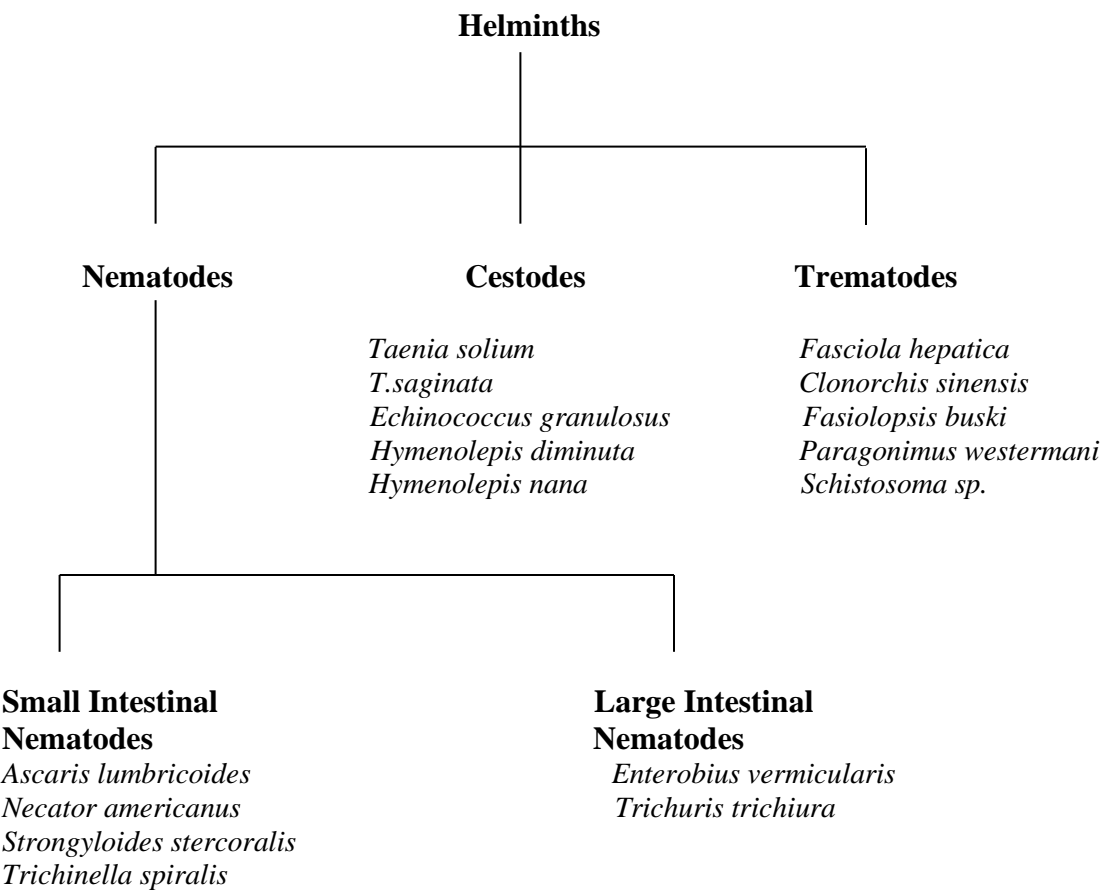 Helminths
Nematodes
Cestodes
Trematodes
Taenia solium
T.saginata
Echinococcus granulosus
Hymenolepis diminuta
Hymenolepis nana
Fasciola hepatica
Clonorchis sinensis
Fasiolopsis buski
Paragonimus westermani
Schistosoma sp.
Small Intestinal
Nematodes
Ascaris lumbricoides
Necator americanus
Strongyloides stercoralis
Trichinella spiralis
Large Intestinal
Nematodes
Enterobius vermicularis
Trichuris trichiura